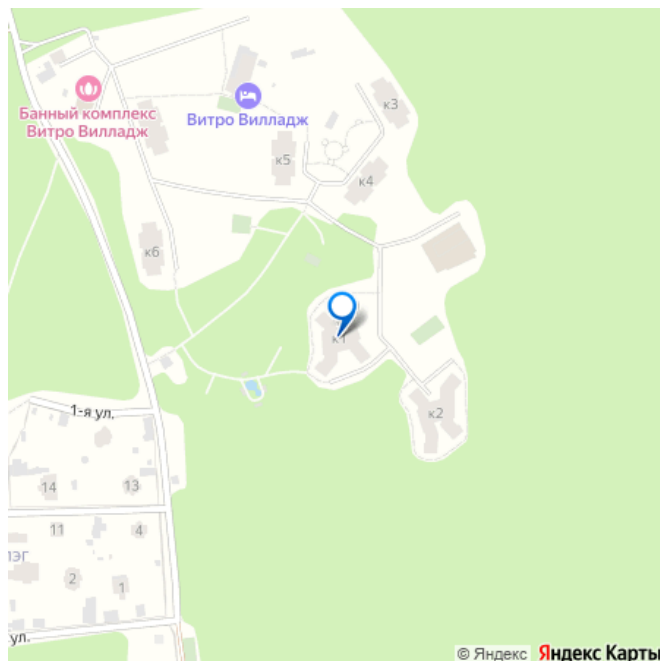 Банный комплекс
Витро Вилладж
Витро Вилладж
к3
к5
к4
к6
к1
к2
1-я ул.
14
13
11
4
ПЭГ
2
1
ул.
© Яндекс Яндекс Карты